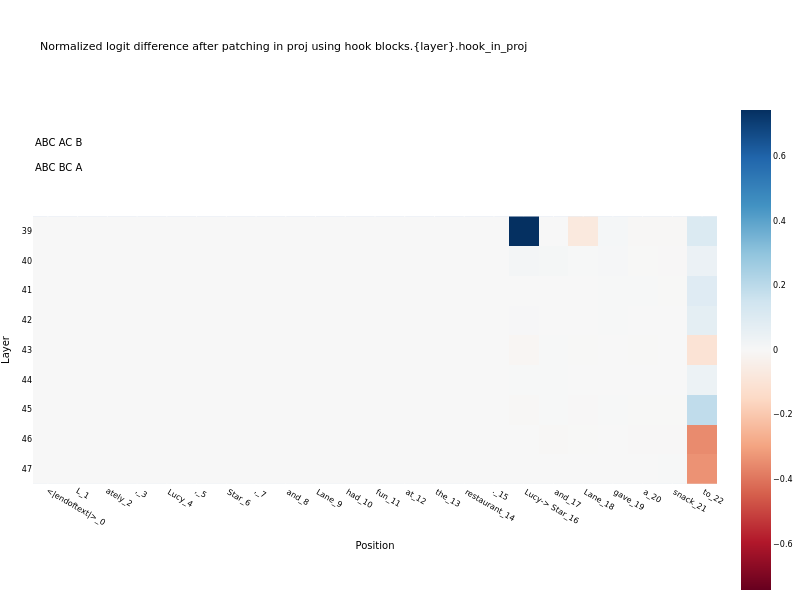 Normalized logit difference after patching in proj using hook blocks.{layer}.hook_in_proj
ABC AC B
ABC BC A
Layer
39
40
41
42
43
44
45
46
47
<|endoftext|>_0
L_1
ately_2
,_3
Lucy_4
,_5
Star_6
,_7
and_8
Lane_9
had_10
fun_11
at_12
the_13
restaurant_14
._15
Lucy-> Star_16
and_17
Lane_18
gave_19
a_20
snack_21
to_22
Position
0.6
0.4
0.2
0
−0.2
−0.4
−0.6